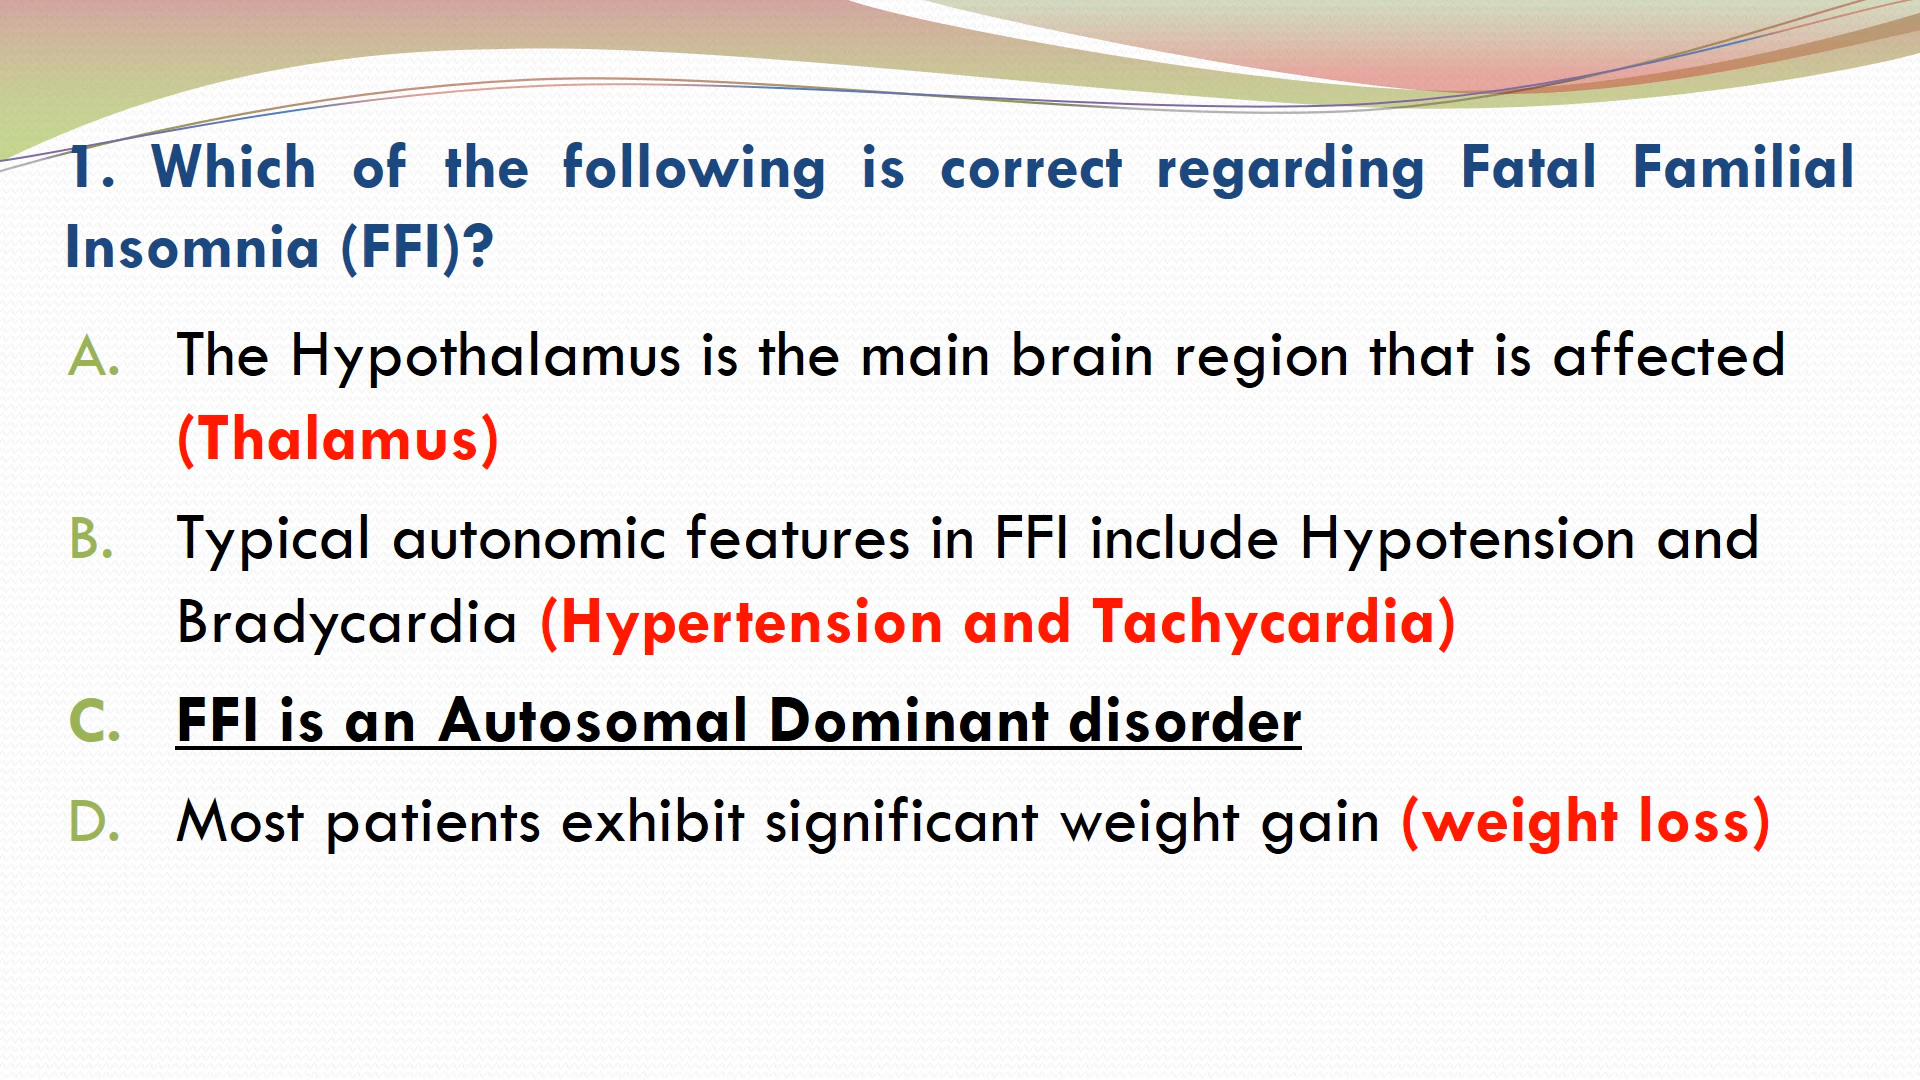 1. Which of the following is correct regarding Fatal Familial
Insomnia (FFI)?
A. The Hypothalamus is the main brain region that is affected
(Thalamus)
B. Typical autonomic features in FFI include Hypotension and
Bradycardia (Hypertension and Tachycardia)
C. FFI is an Autosomal Dominant disorder
D. Most patients exhibit significant weight gain (weight loss)